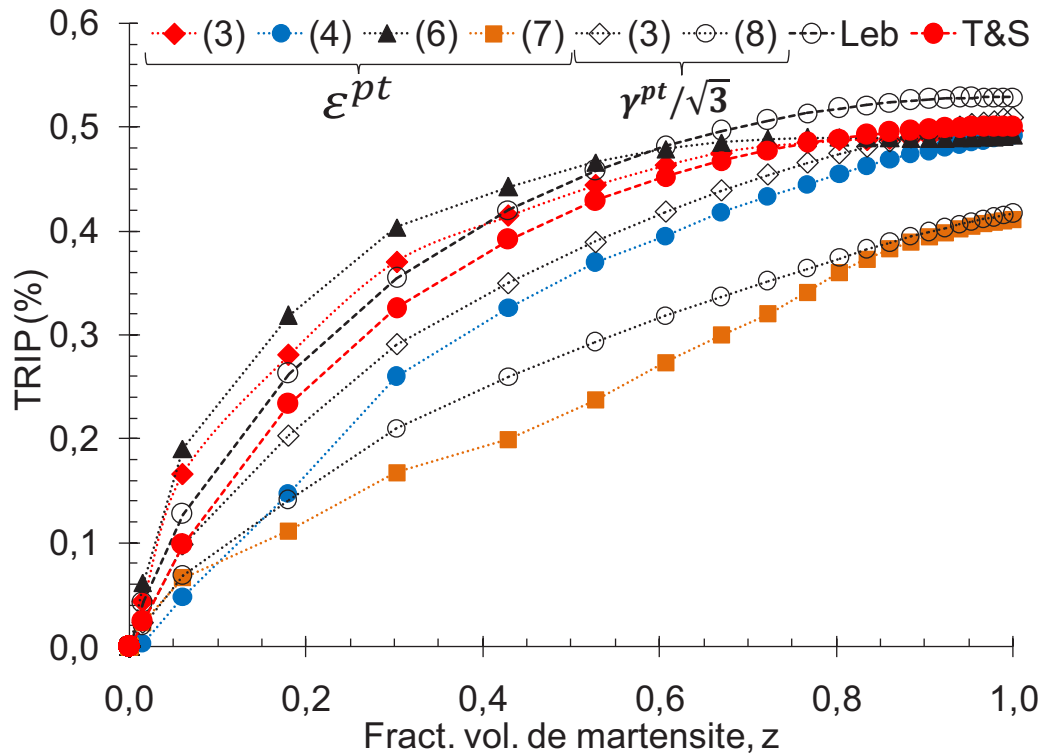 0,6
(3) (4) (6) (7) (3) (8) Leb T&S
ε^pt γ^pt/√3
0,5
0,4
0,3
0,2
0,1
0,0
TRIP (%)
0,0 0,2 0,4 0,6 0,8 1,0
Fract. vol. de martensite, z